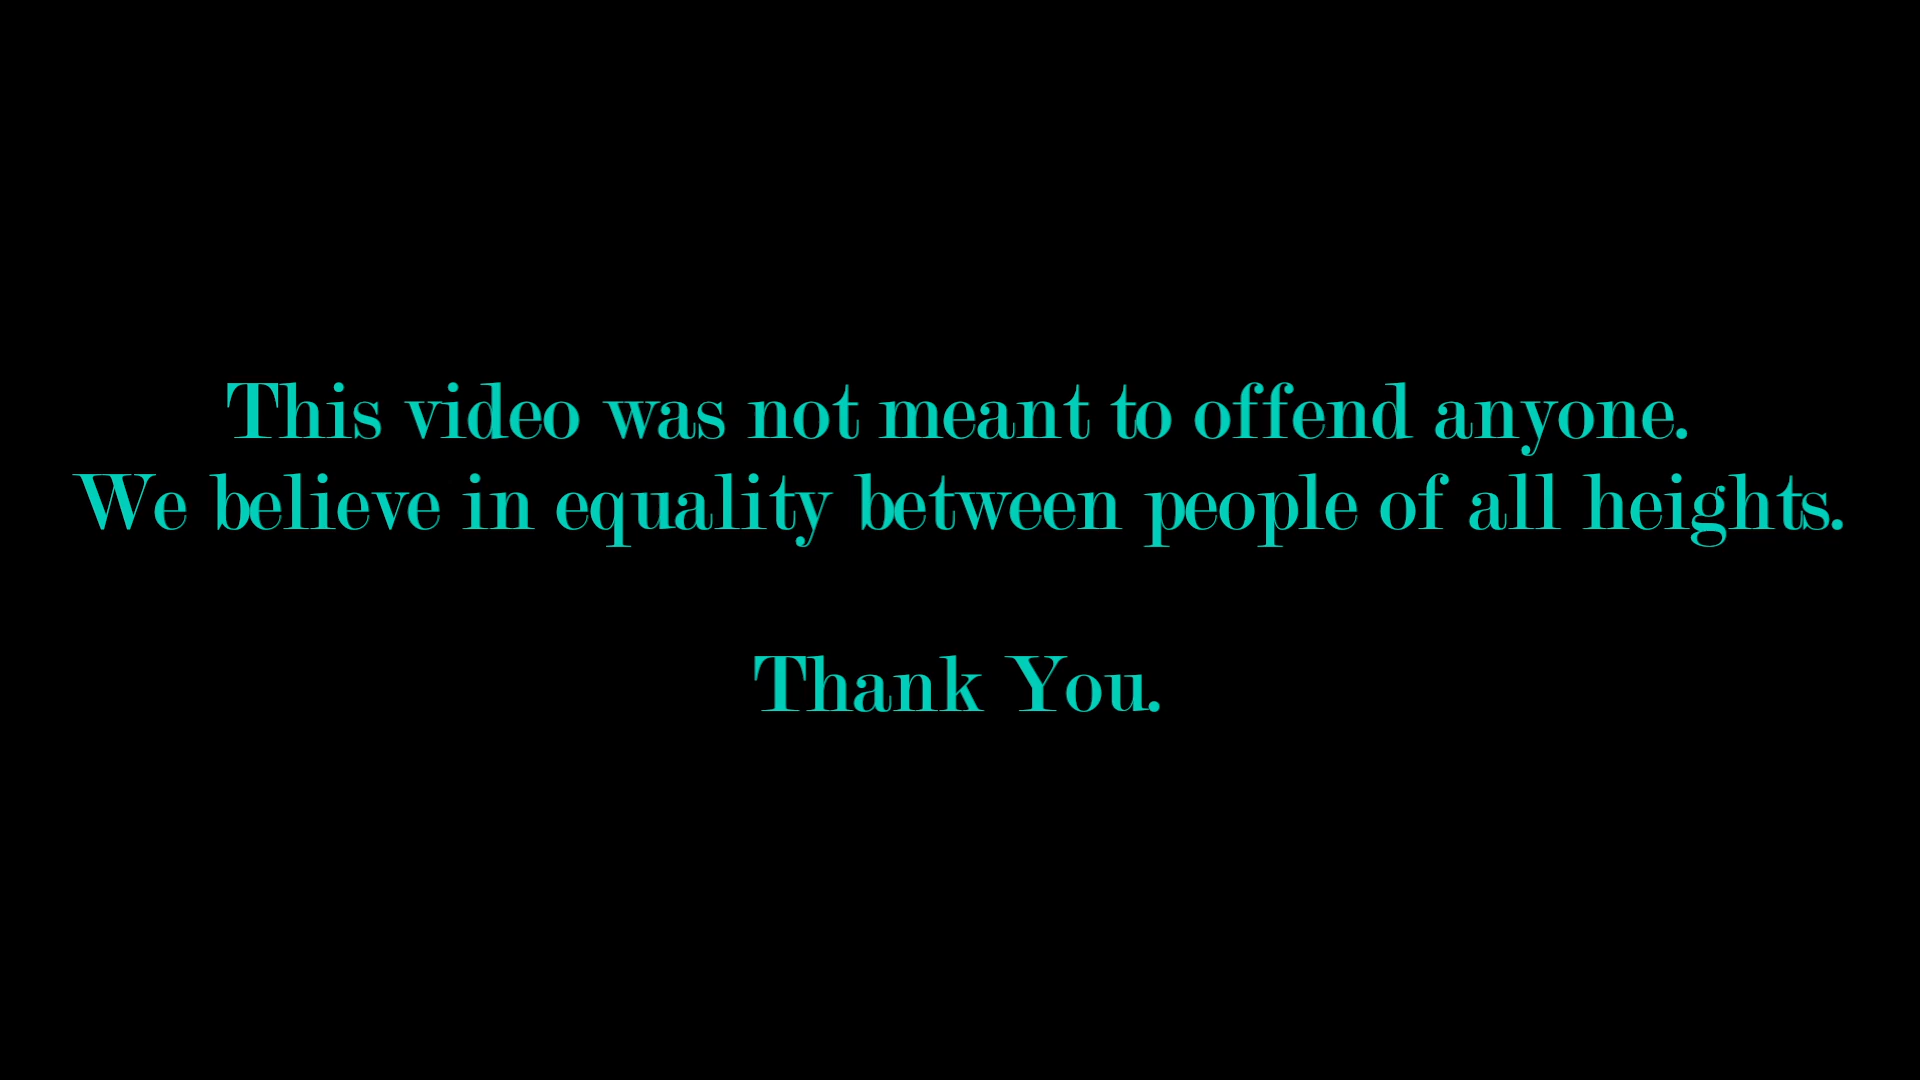 This video was not meant to offend anyone.
We believe in equality between people of all heights.
Thank You.